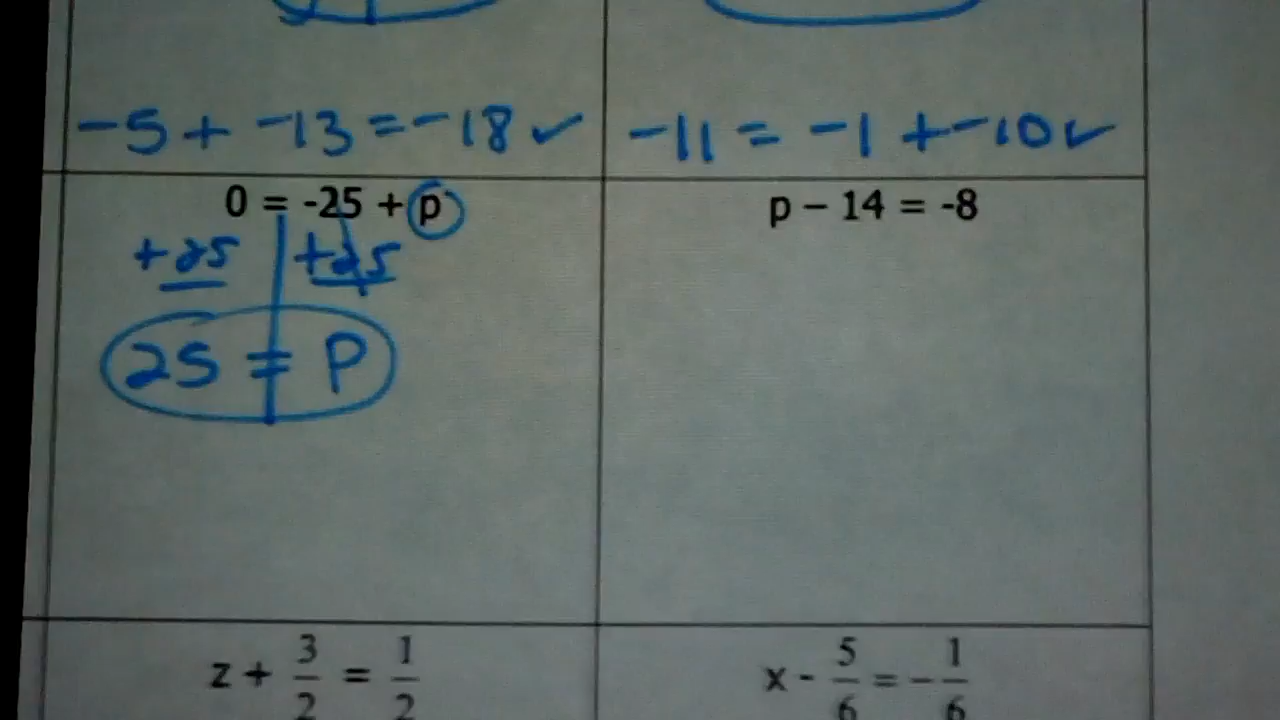 -5 + -13 = -18 ✓
-11 = -1 + -10 ✓
0 = -25 + p
+25 +25
25 = P
p – 14 = -8
z + 3/2 = 1/2
x - 5/6 = - 1/6